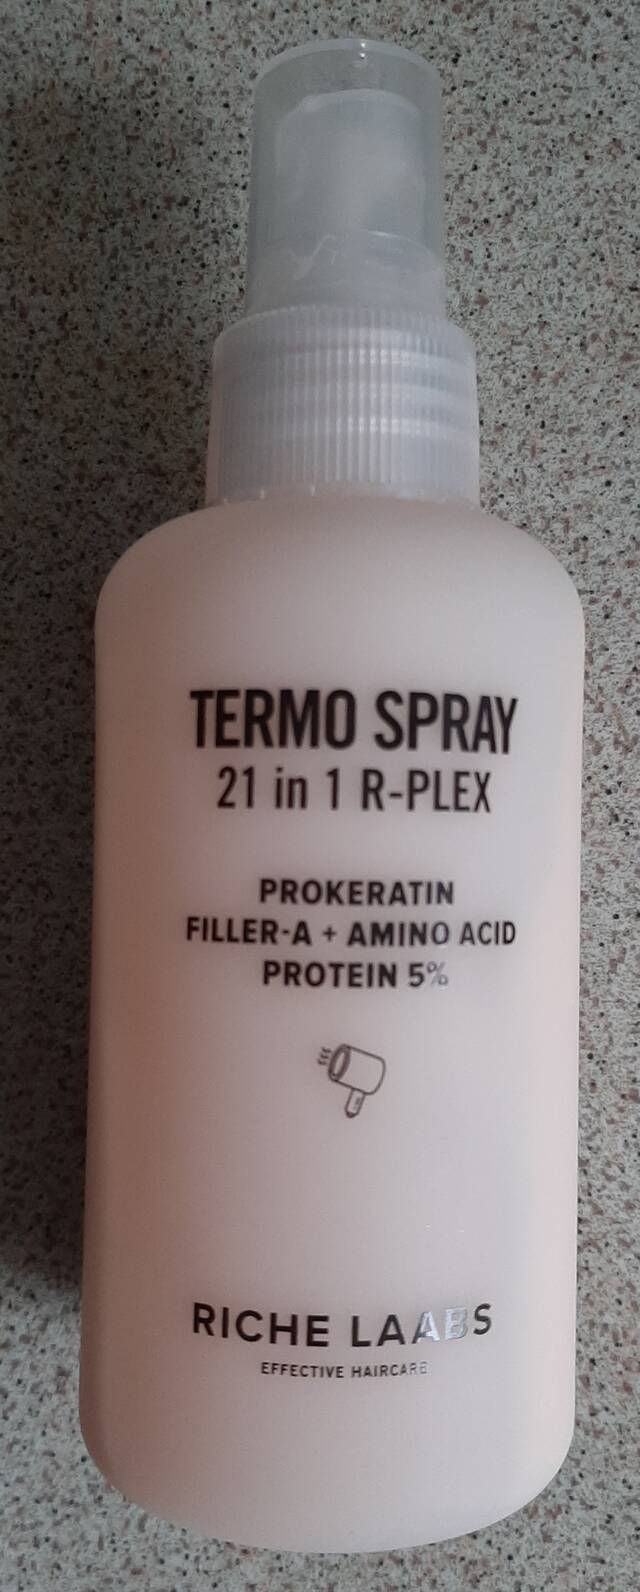 TERMO SPRAY
21 in 1 R-PLEX
PROKERATIN
FILLER-A + AMINO ACID
PROTEIN 5%
RICHE LAABS
EFFECTIVE HAIRCARE